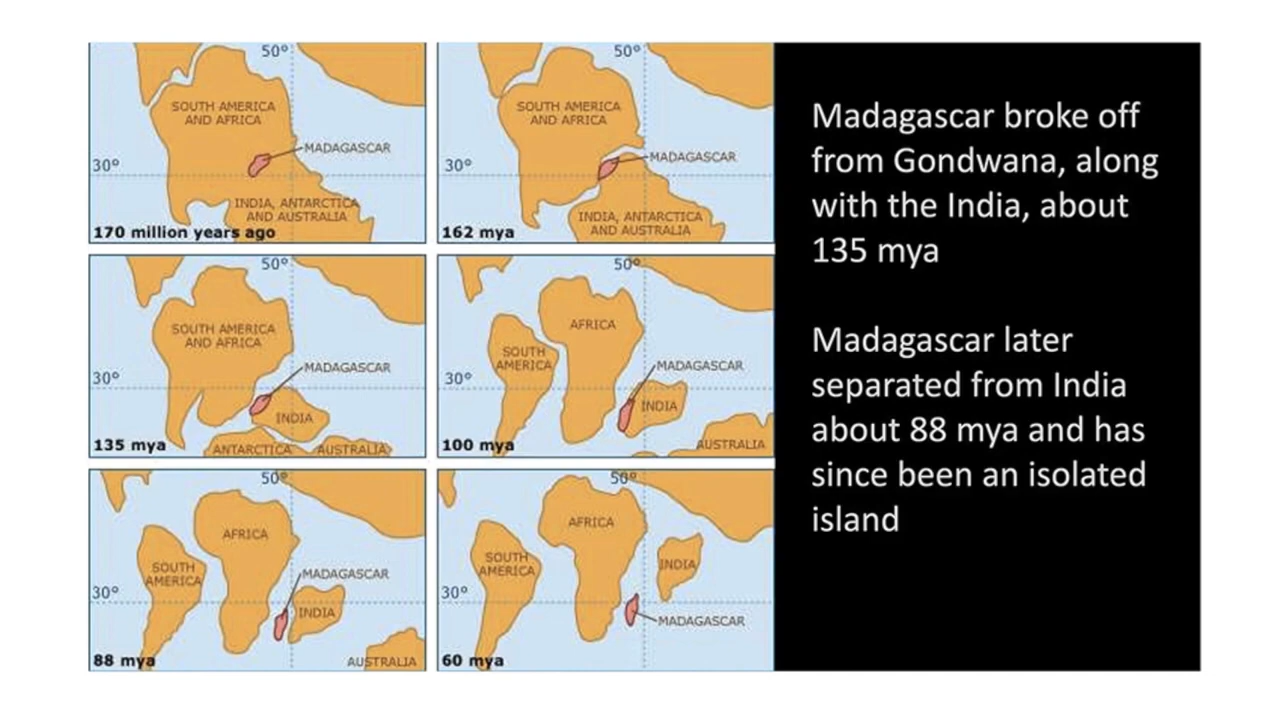 50°
SOUTH AMERICA
AND AFRICA
MADAGASCAR
30°
INDIA, ANTARCTICA
AND AUSTRALIA
170 million years ago
50°
SOUTH AMERICA
AND AFRICA
MADAGASCAR
30°
INDIA, ANTARCTICA
AND AUSTRALIA
162 mya
50°
SOUTH AMERICA
AND AFRICA
MADAGASCAR
30°
INDIA
135 mya
ANTARCTICA
AUSTRALIA
50°
AFRICA
SOUTH
AMERICA
MADAGASCAR
30°
INDIA
100 mya
AUSTRALIA
50°
AFRICA
SOUTH
AMERICA
MADAGASCAR
30°
INDIA
88 mya
AUSTRALIA
50°
AFRICA
SOUTH
AMERICA
INDIA
30°
MADAGASCAR
60 mya
Madagascar broke off
from Gondwana, along
with the India, about
135 mya
Madagascar later
separated from India
about 88 mya and has
since been an isolated
island